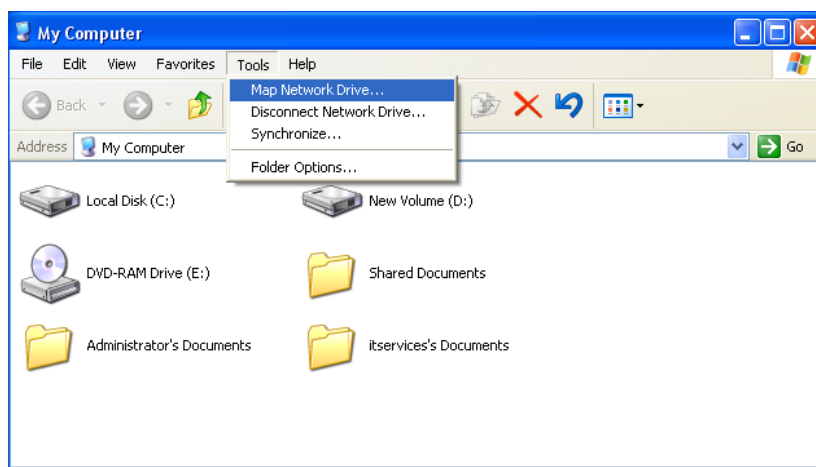 My Computer
File Edit View Favorites Tools Help
Map Network Drive...
Back
Disconnect Network Drive...
Synchronize...
Address My Computer Go
Folder Options...
Local Disk (C:) New Volume (D:)
DVD-RAM Drive (E:) Shared Documents
Administrator's Documents itservices's Documents